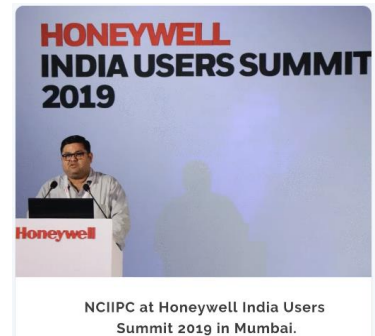 HONEYWELL
INDIA USERS SUMMIT
2019
Honeywell
NCIIPC at Honeywell India Users
Summit 2019 in Mumbai.